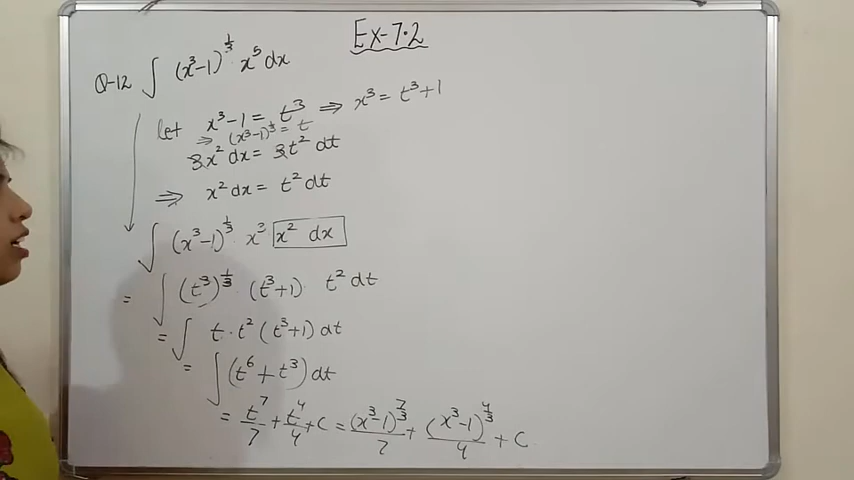 Ex-7.2
Q-12 ∫ (x³-1)^(1/3) x⁵ dx
let x³-1 = t³ ⇒ x³ = t³+1
⇒ (x³-1)^(1/3) = t
3x² dx = 3t² dt
⇒ x² dx = t² dt
∫ (x³-1)^(1/3) · x³ x² dx
= ∫ (t³)^(1/3) · (t³+1) · t² dt
= ∫ t · t² (t³+1) dt
= ∫ (t⁶ + t³) dt
= t⁷/7 + t⁴/4 + C = (x³-1)^(7/3)/7 + (x³-1)^(4/3)/4 + C